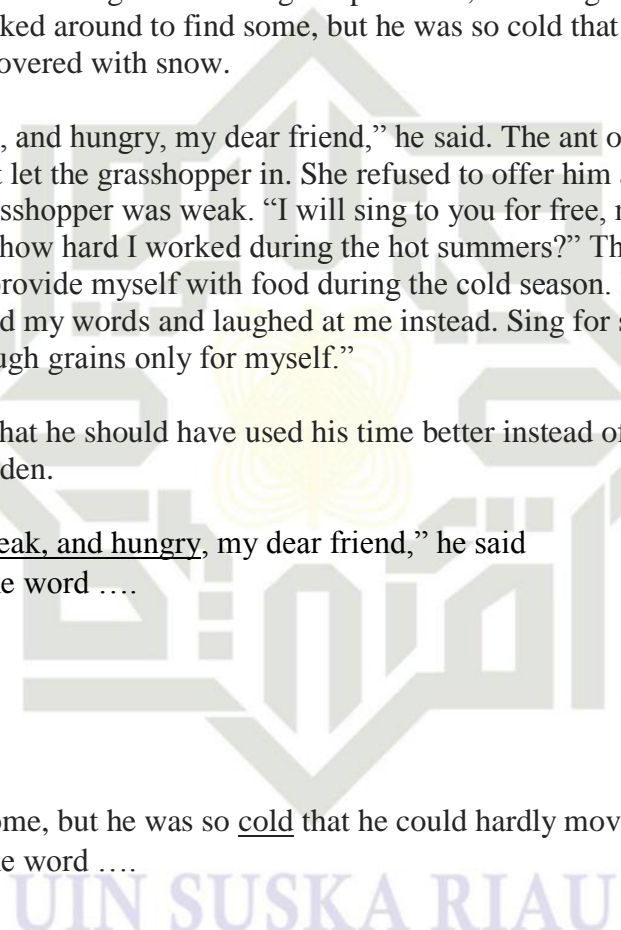 ked around to find some, but he was so cold that
overed with snow.
, and hungry, my dear friend,” he said. The ant o
t let the grasshopper in. She refused to offer him
sshopper was weak. “I will sing to you for free,
how hard I worked during the hot summers?” Th
provide myself with food during the cold season.
d my words and laughed at me instead. Sing for s
ugh grains only for myself.”
hat he should have used his time better instead of
den.
eak, and hungry, my dear friend,” he said
e word ….
ome, but he was so cold that he could hardly mov
e word ….
UIN SUSKA RIAU